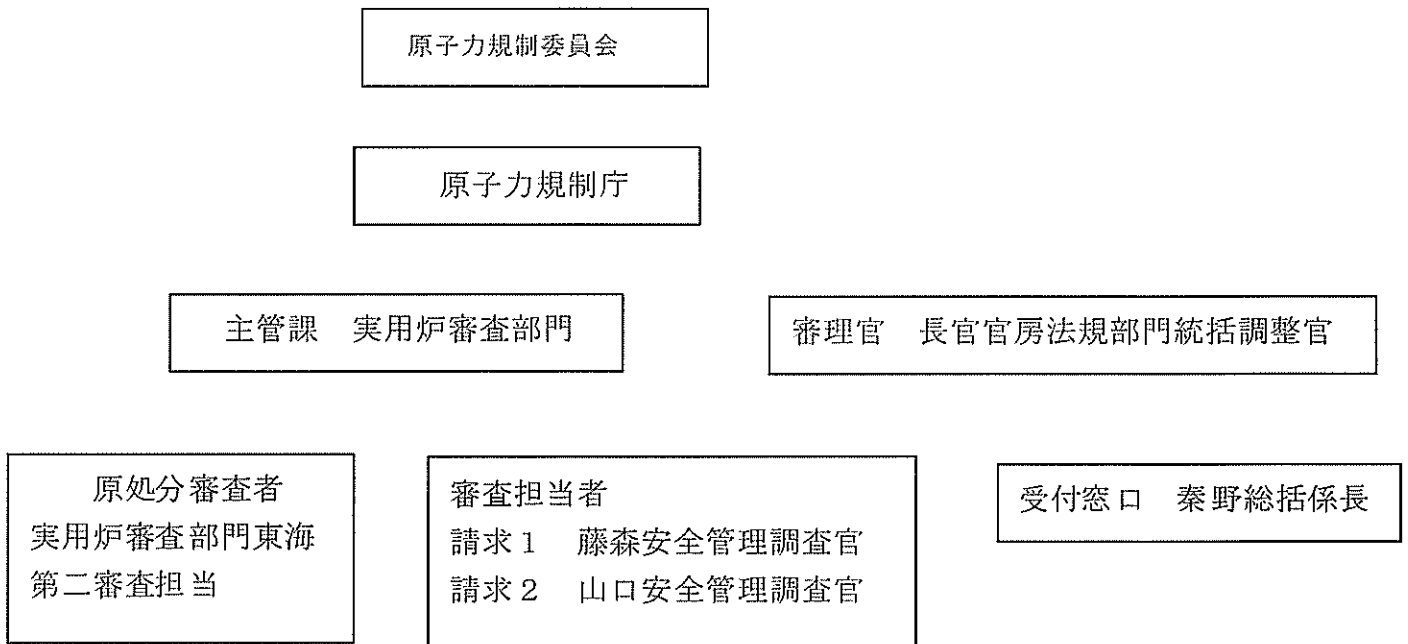 原子力規制委員会
原子力規制庁
主管課　実用炉審査部門
審理官　長官官房法規部門統括調整官
原処分審査者
実用炉審査部門東海
第二審査担当
審査担当者
請求１　藤森安全管理調査官
請求２　山口安全管理調査官
受付窓口　秦野総括係長